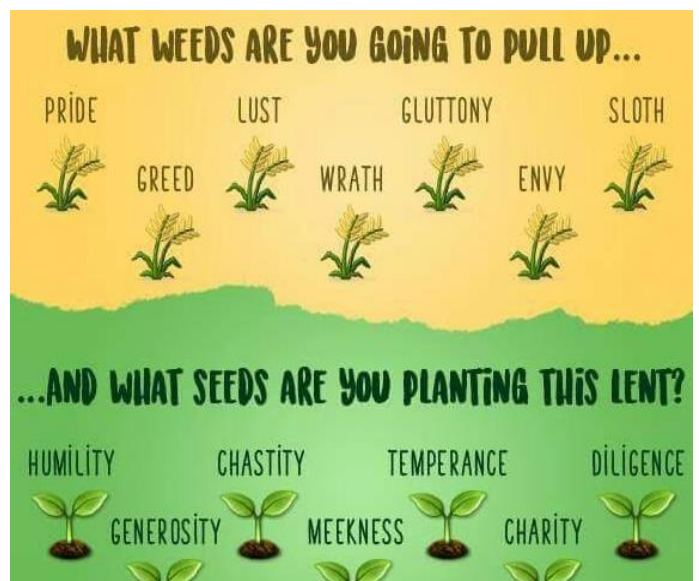 WHAT WEEDS ARE YOU GOING TO PULL UP...
PRIDE LUST GLUTTONY SLOTH
GREED WRATH ENVY
...AND WHAT SEEDS ARE YOU PLANTING THIS LENT?
HUMILITY CHASTITY TEMPERANCE DILIGENCE
GENEROSITY MEEKNESS CHARITY